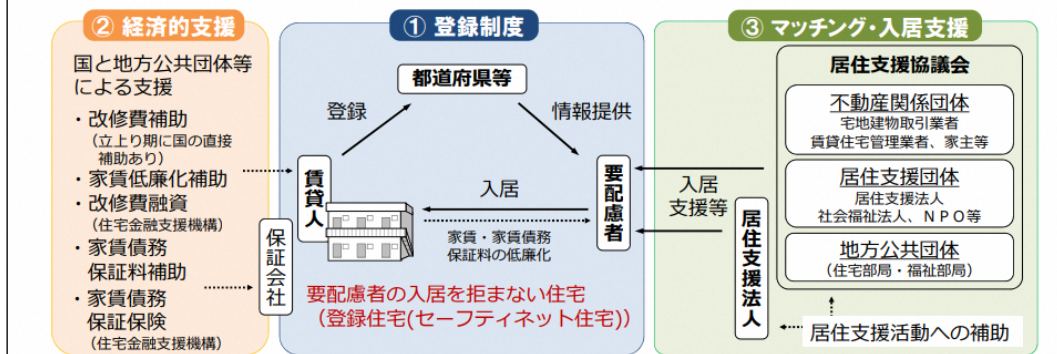 ② 経済的支援
国と地方公共団体等
による支援
・改修費補助
(立上り期に国の直接
補助あり)
・家賃低廉化補助
・改修費融資
(住宅金融支援機構)
・家賃債務
保証料補助
・家賃債務
保証保険
(住宅金融支援機構)
保証会社
① 登録制度
都道府県等
登録
情報提供
賃貸人
入居
要配慮者
家賃・家賃債務
保証料の低廉化
要配慮者の入居を拒まない住宅
（登録住宅(セーフティネット住宅)）
③ マッチング・入居支援
居住支援協議会
不動産関係団体
宅地建物取引業者
賃貸住宅管理業者、家主等
居住支援団体
居住支援法人
社会福祉法人、ＮＰＯ等
地方公共団体
（住宅部局・福祉部局）
入居
支援等
居住支援法人
居住支援活動への補助